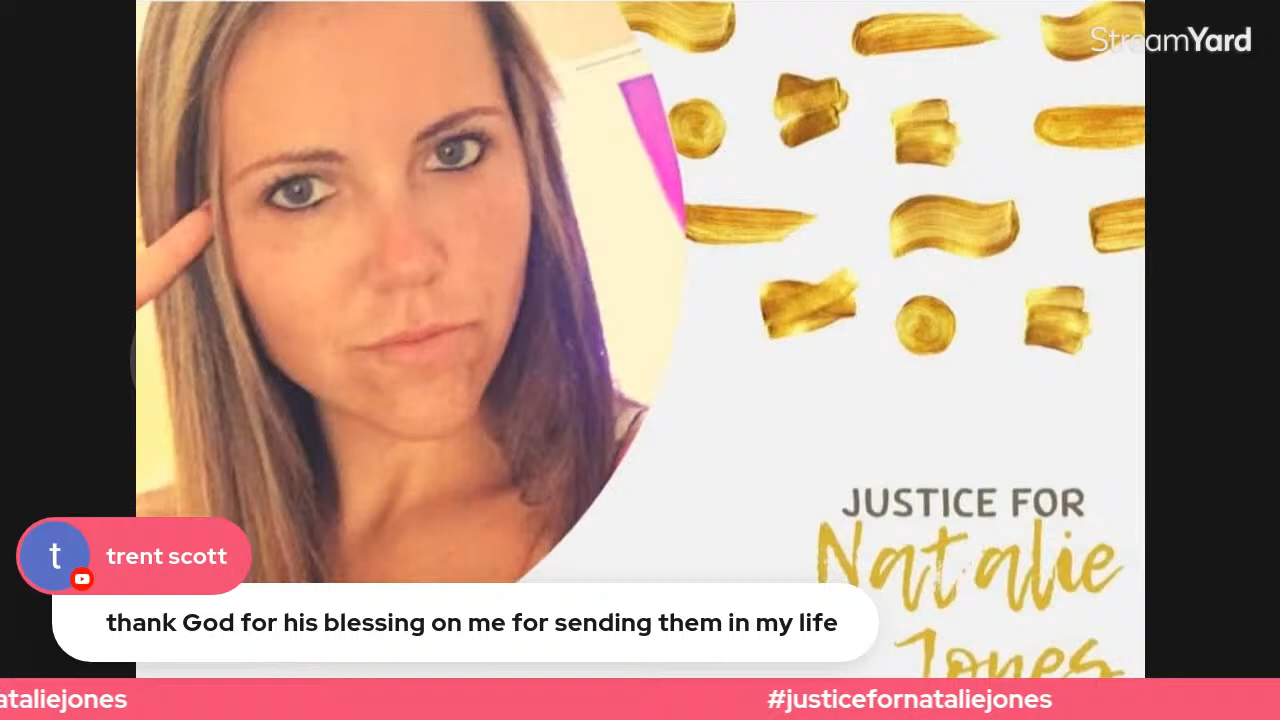 StreamYard
JUSTICE FOR
Natalie
Jones
t
trent scott
thank God for his blessing on me for sending them in my life
ataliejones
#justicefornataliejones